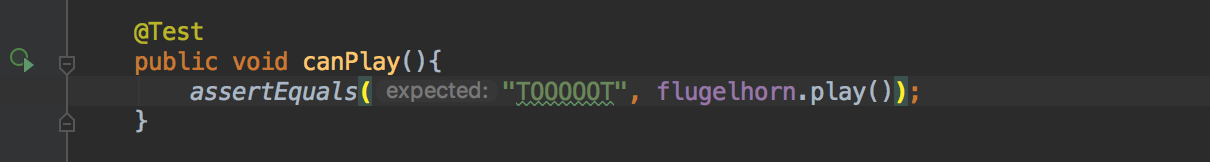 @Test
public void canPlay(){
assertEquals( expected: "TOOOOOT", flugelhorn.play());
}